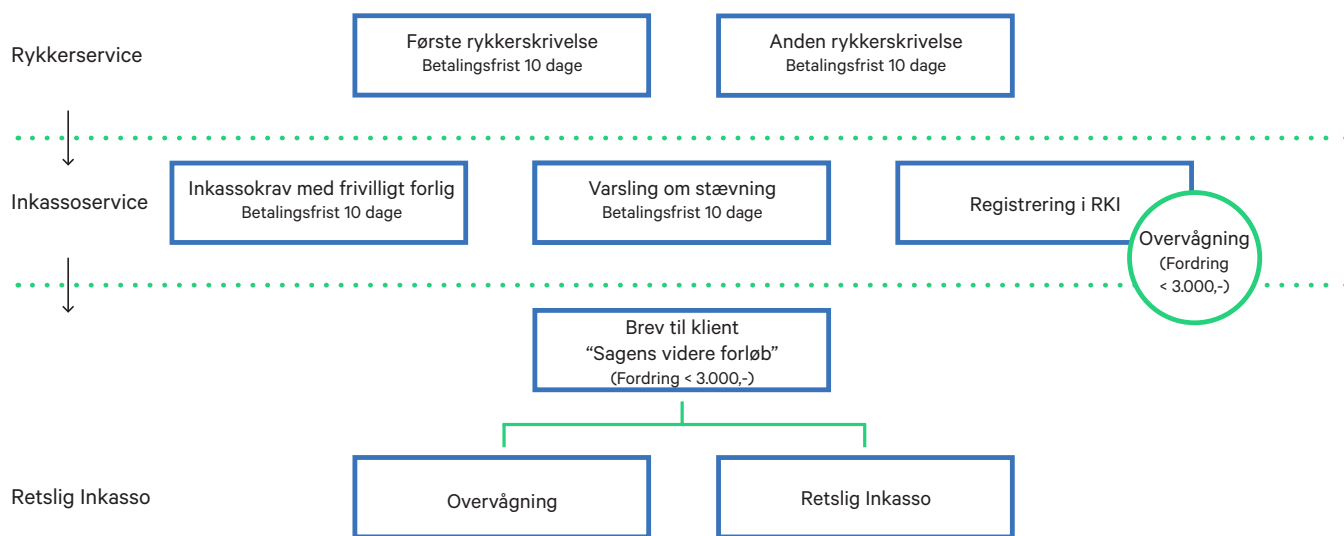 Rykkerservice
Første rykkerskrivelse
Betalingsfrist 10 dage
Anden rykkerskrivelse
Betalingsfrist 10 dage
Inkassoservice
Inkassokrav med frivilligt forlig
Betalingsfrist 10 dage
Varsling om stævning
Betalingsfrist 10 dage
Registrering i RKI
Overvågning
(Fordring
< 3.000,-)
Brev til klient
“Sagens videre forløb”
(Fordring < 3.000,-)
Retslig Inkasso
Overvågning
Retslig Inkasso